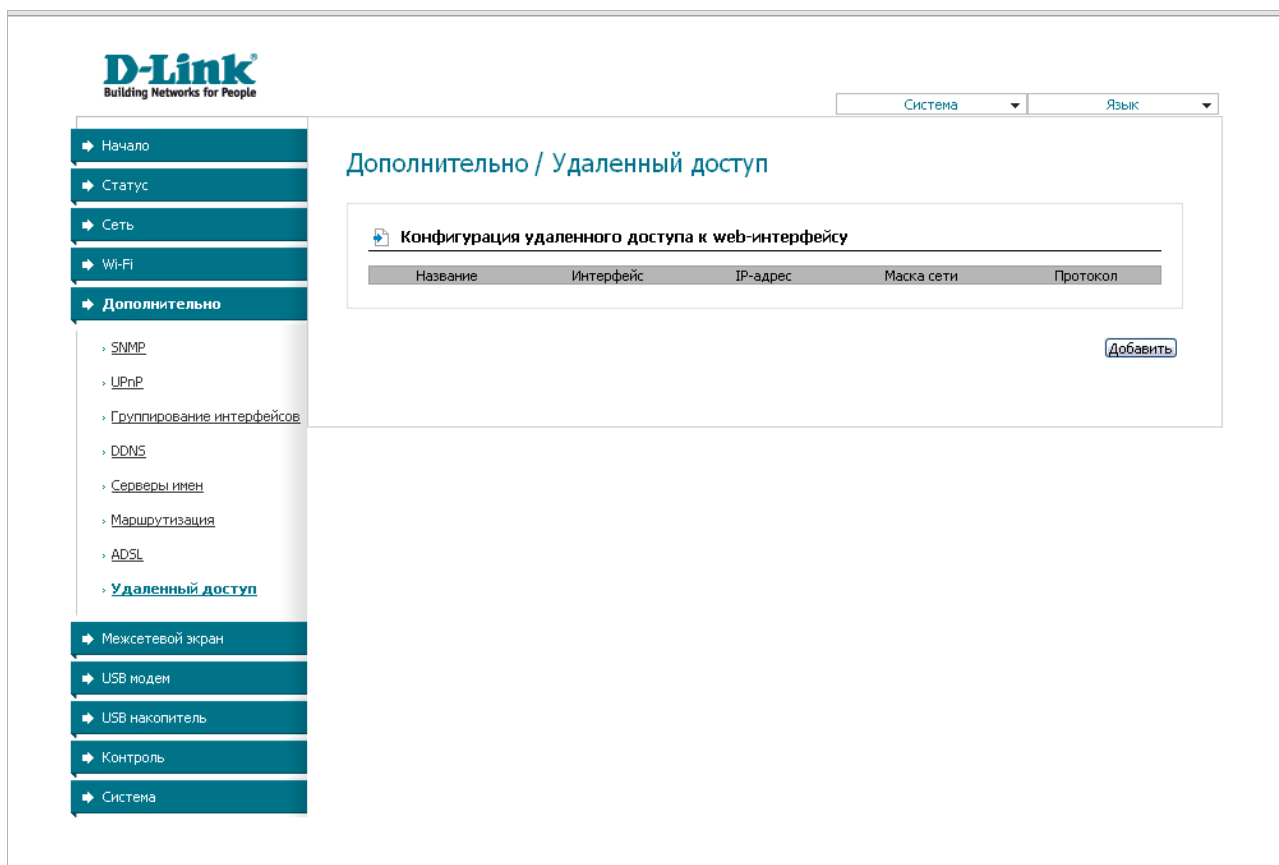 D-Link®
Building Networks for People
Система
Язык
Начало
Статус
Сеть
Wi-Fi
Дополнительно
SNMP
UPnP
Группирование интерфейсов
DDNS
Серверы имен
Маршрутизация
ADSL
Удаленный доступ
Межсетевой экран
USB модем
USB накопитель
Контроль
Система
Дополнительно / Удаленный доступ
Конфигурация удаленного доступа к web-интерфейсу
Название Интерфейс IP-адрес Маска сети Протокол
Добавить